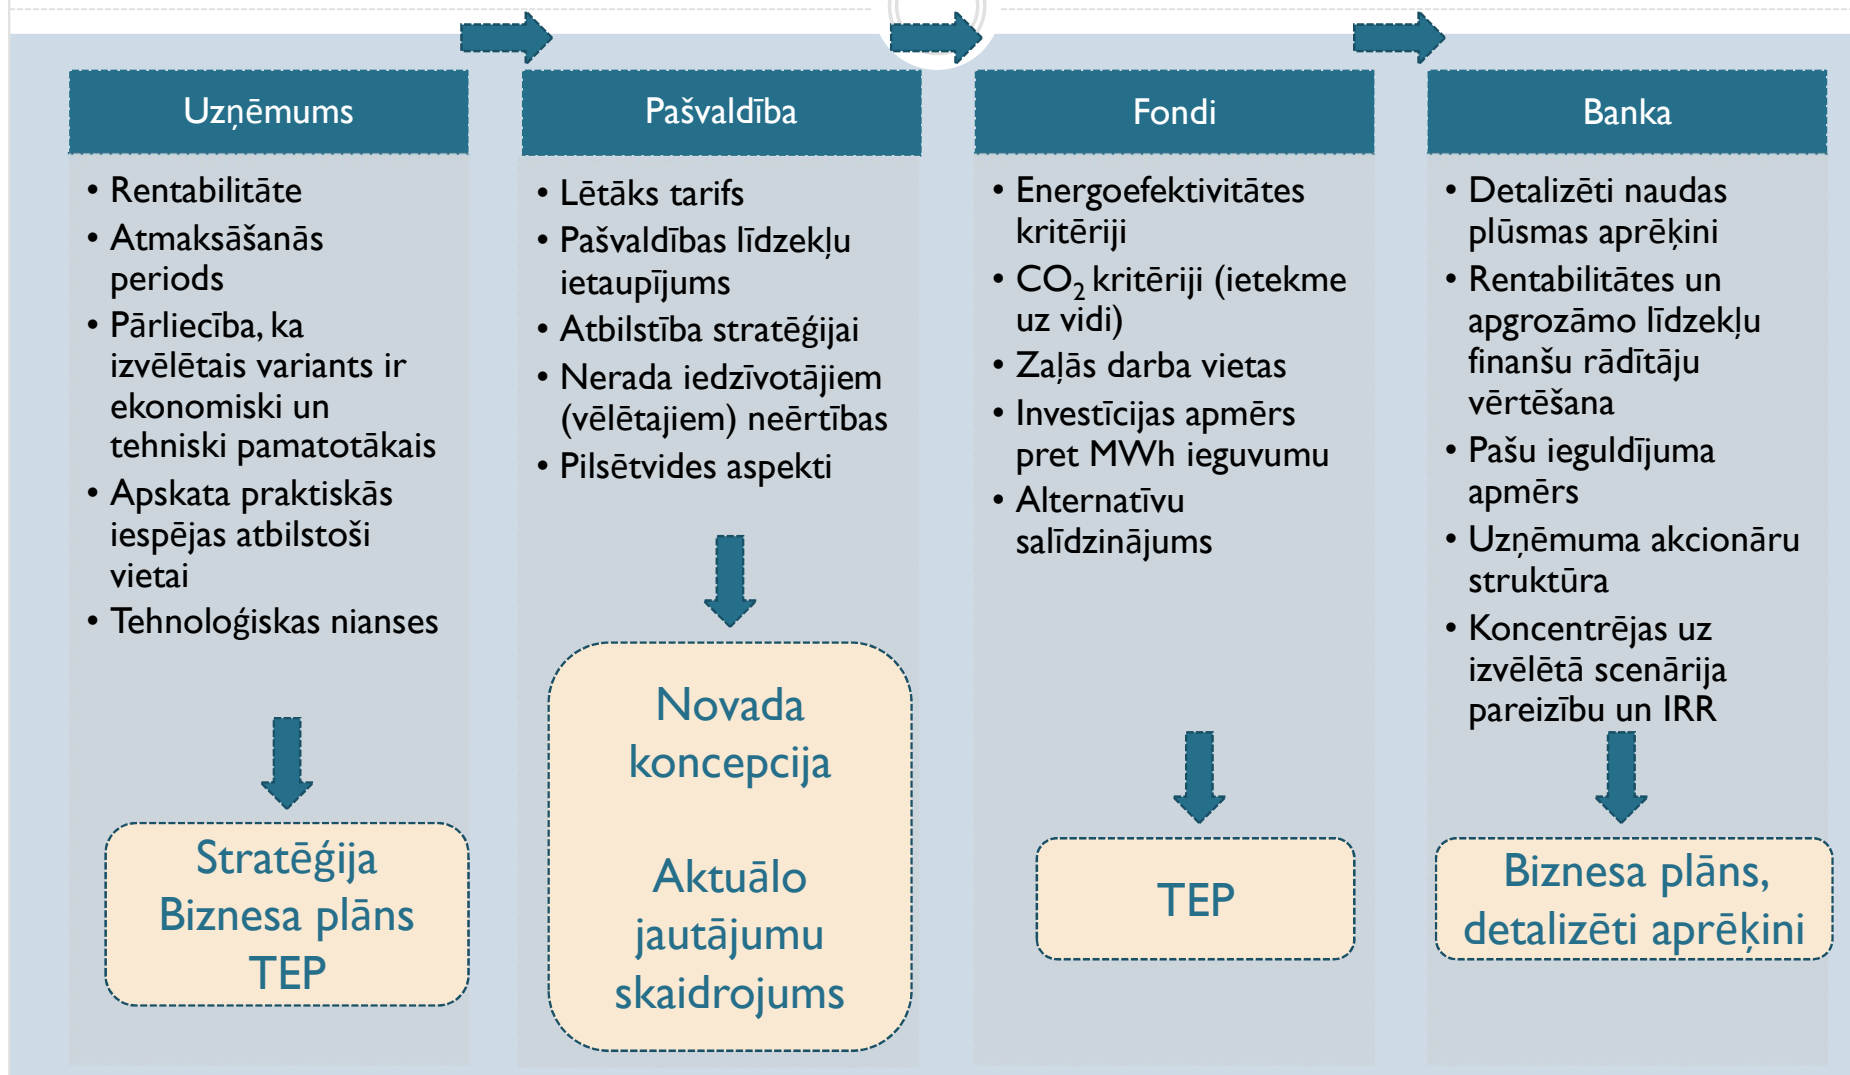 Uzņēmums
• Rentabilitāte
• Atmaksāšanās
periods
• Pārliecība, ka
izvēlētais variants ir
ekonomiski un
tehniski pamatotākais
• Apskata praktiskās
iespējas atbilstoši
vietai
• Tehnoloģiskas nianses
Stratēģija
Biznesa plāns
TEP
Pašvaldība
• Lētāks tarifs
• Pašvaldības līdzekļu
ietaupījums
• Atbilstība stratēģijai
• Nerada iedzīvotājiem
(vēlētajiem) neērtības
• Pilsētvides aspekti
Novada
koncepcija
Aktuālo
jautājumu
skaidrojums
Fondi
• Energoefektivitātes
kritēriji
• CO₂ kritēriji (ietekme
uz vidi)
• Zaļās darba vietas
• Investīcijas apmērs
pret MWh ieguvumu
• Alternatīvu
salīdzinājums
TEP
Banka
• Detalizēti naudas
plūsmas aprēķini
• Rentabilitātes un
apgrozāmo līdzekļu
finanšu rādītāju
vērtēšana
• Pašu ieguldījuma
apmērs
• Uzņēmuma akcionāru
struktūra
• Koncentrējas uz
izvēlētā scenārija
pareizību un IRR
Biznesa plāns,
detalizēti aprēķini